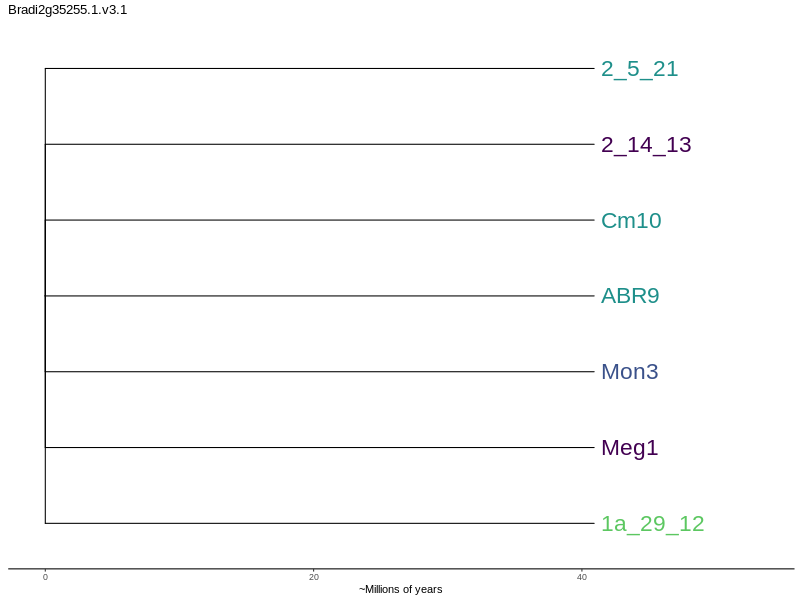 Bradi2g35255.1.v3.1
2_5_21
2_14_13
Cm10
ABR9
Mon3
Meg1
1a_29_12
0 20 40
~Millions of years